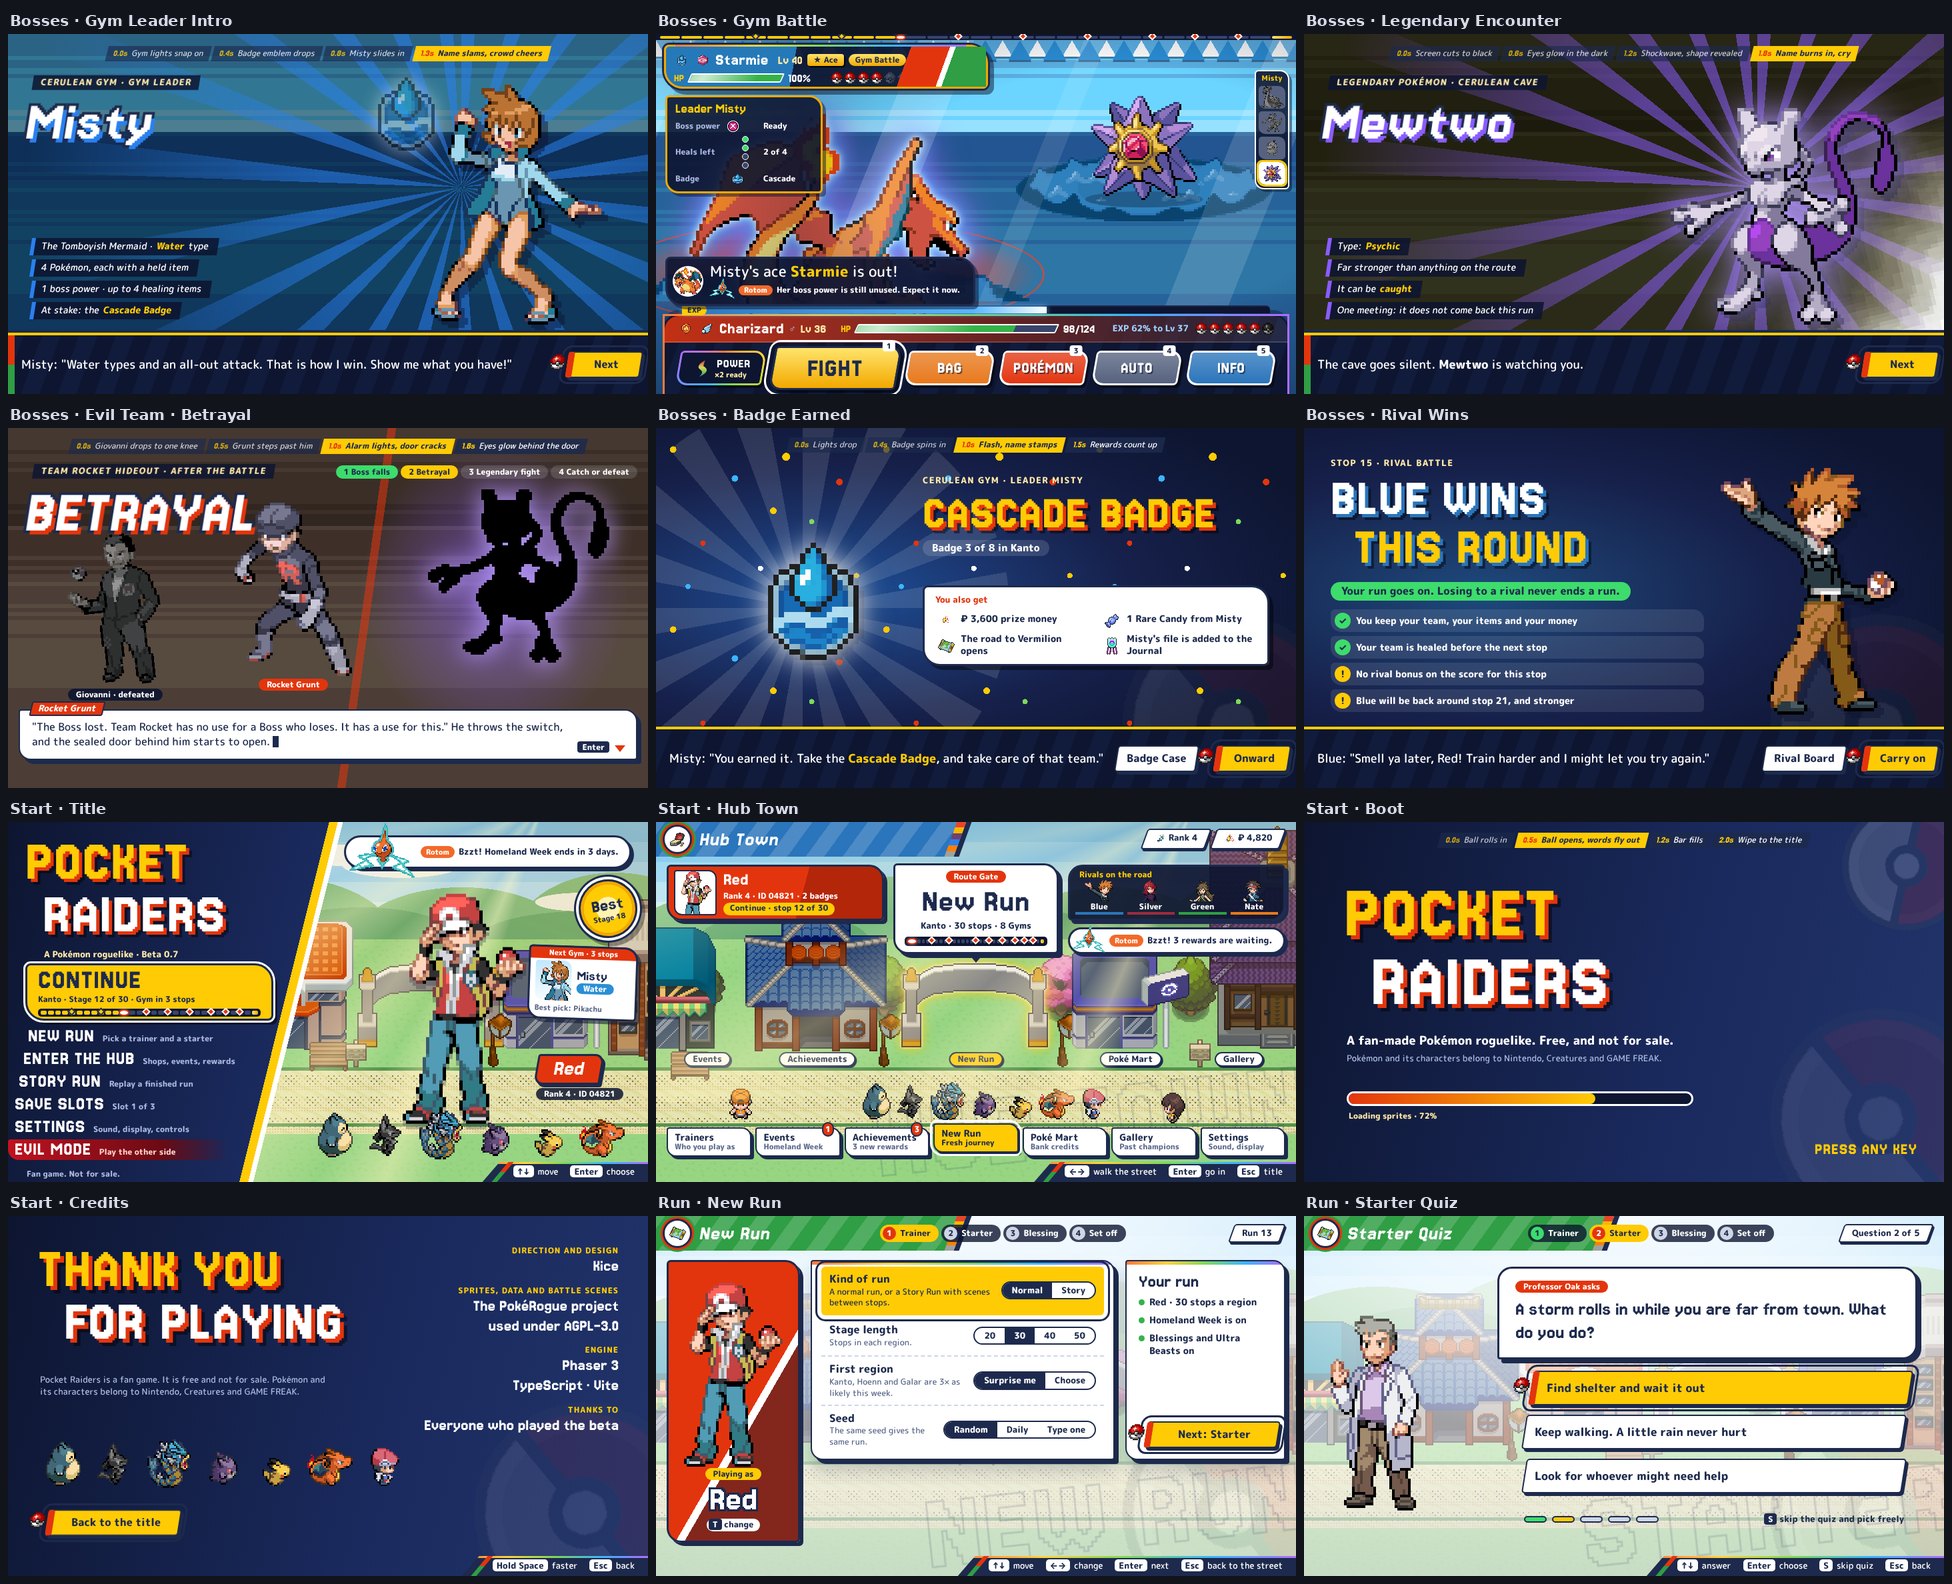 Bosses · Gym Leader Intro
0.0s Gym lights snap on
0.4s Badge emblem drops
0.8s Misty slides in
1.3s Name slams, crowd cheers
CERULEAN GYM · GYM LEADER
Misty
The Tomboyish Mermaid · Water type
4 Pokémon, each with a held item
1 boss power · up to 4 healing items
At stake: the Cascade Badge
Misty: "Water types and an all-out attack. That is how I win. Show me what you have!"
Next
Bosses · Gym Battle
Starmie Lv 40 ★ Ace Gym Battle
HP 100%
Leader Misty
Boss power Ready
Heals left 2 of 4
Badge Cascade
Misty
Misty's ace Starmie is out!
Rotom Her boss power is still unused. Expect it now.
EXP
Charizard ♂ Lv 36 HP 98/124 EXP 62% to Lv 37
POWER
×2 ready
FIGHT 1
BAG 2
POKÉMON 3
AUTO 4
INFO 5
Bosses · Legendary Encounter
0.0s Screen cuts to black
0.6s Eyes glow in the dark
1.2s Shockwave, shape revealed
1.8s Name burns in, cry
LEGENDARY POKÉMON · CERULEAN CAVE
Mewtwo
Type: Psychic
Far stronger than anything on the route
It can be caught
One meeting: it does not come back this run
The cave goes silent. Mewtwo is watching you.
Next
Bosses · Evil Team · Betrayal
0.0s Giovanni drops to one knee
0.5s Grunt steps past him
1.0s Alarm lights, door cracks
1.8s Eyes glow behind the door
TEAM ROCKET HIDEOUT · AFTER THE BATTLE
1 Boss falls
2 Betrayal
3 Legendary fight
4 Catch or defeat
BETRAYAL
Giovanni · defeated
Rocket Grunt
Rocket Grunt
"The Boss lost. Team Rocket has no use for a Boss who loses. It has a use for this." He throws the switch,
and the sealed door behind him starts to open.
Enter
Bosses · Badge Earned
0.0s Lights drop
0.4s Badge spins in
1.0s Flash, name stamps
1.5s Rewards count up
CERULEAN GYM · LEADER MISTY
CASCADE BADGE
Badge 3 of 8 in Kanto
You also get
₽ 3,600 prize money
1 Rare Candy from Misty
The road to Vermilion
opens
Misty's file is added to the
Journal
Misty: "You earned it. Take the Cascade Badge, and take care of that team."
Badge Case
Onward
Bosses · Rival Wins
STOP 15 · RIVAL BATTLE
BLUE WINS
THIS ROUND
Your run goes on. Losing to a rival never ends a run.
You keep your team, your items and your money
Your team is healed before the next stop
No rival bonus on the score for this stop
Blue will be back around stop 21, and stronger
Blue: "Smell ya later, Red! Train harder and I might let you try again."
Rival Board
Carry on
Start · Title
POCKET
RAIDERS
A Pokémon roguelike · Beta 0.7
CONTINUE
Kanto · Stage 12 of 30 · Gym in 3 stops
NEW RUN Pick a trainer and a starter
ENTER THE HUB Shops, events, rewards
STORY RUN Replay a finished run
SAVE SLOTS Slot 1 of 3
SETTINGS Sound, display, controls
EVIL MODE Play the other side
Fan game. Not for sale.
Rotom Bzzt! Homeland Week ends in 3 days.
Best
Stage 18
Next Gym · 3 stops
Misty
Water
Best pick: Pikachu
Red
Rank 4 · ID 04821
↑↓ move Enter choose
Start · Hub Town
Hub Town
Rank 4
₽ 4,820
Red
Rank 4 · ID 04821 · 2 badges
Continue · stop 12 of 30
Route Gate
New Run
Kanto · 30 stops · 8 Gyms
Rivals on the road
Blue Silver Green Nate
Rotom Bzzt! 3 rewards are waiting.
Events
Achievements
New Run
Poké Mart
Gallery
Trainers
Who you play as
Events 1
Homeland Week
Achievements 3
3 new rewards
New Run
Fresh journey
Poké Mart
Bank credits
Gallery
Past champions
Settings
Sound, display
←→ walk the street Enter go in Esc title
Start · Boot
0.0s Ball rolls in
0.5s Ball opens, words fly out
1.2s Bar fills
2.0s Wipe to the title
POCKET
RAIDERS
A fan-made Pokémon roguelike. Free, and not for sale.
Pokémon and its characters belong to Nintendo, Creatures and GAME FREAK.
Loading sprites · 72%
PRESS ANY KEY
Start · Credits
THANK YOU
FOR PLAYING
Pocket Raiders is a fan game. It is free and not for sale. Pokémon and
its characters belong to Nintendo, Creatures and GAME FREAK.
DIRECTION AND DESIGN
Kice
SPRITES, DATA AND BATTLE SCENES
The PokéRogue project
used under AGPL-3.0
ENGINE
Phaser 3
TypeScript · Vite
THANKS TO
Everyone who played the beta
Back to the title
Hold Space faster Esc back
Run · New Run
New Run
1 Trainer
2 Starter
3 Blessing
4 Set off
Run 13
Playing as
Red
T change
Kind of run
A normal run, or a Story Run with scenes
between stops.
Normal Story
Stage length
Stops in each region.
20 30 40 50
First region
Kanto, Hoenn and Galar are 3× as
likely this week.
Surprise me Choose
Seed
The same seed gives the
same run.
Random Daily Type one
Your run
Red · 30 stops a region
Homeland Week is on
Blessings and Ultra
Beasts on
Next: Starter
NEW RUN
↑↓ move ←→ change Enter next Esc back to the street
Run · Starter Quiz
Starter Quiz
1 Trainer
2 Starter
3 Blessing
4 Set off
Question 2 of 5
Professor Oak asks
A storm rolls in while you are far from town. What
do you do?
Find shelter and wait it out
Keep walking. A little rain never hurt
Look for whoever might need help
S skip the quiz and pick freely
↑↓ answer Enter choose S skip quiz Esc back